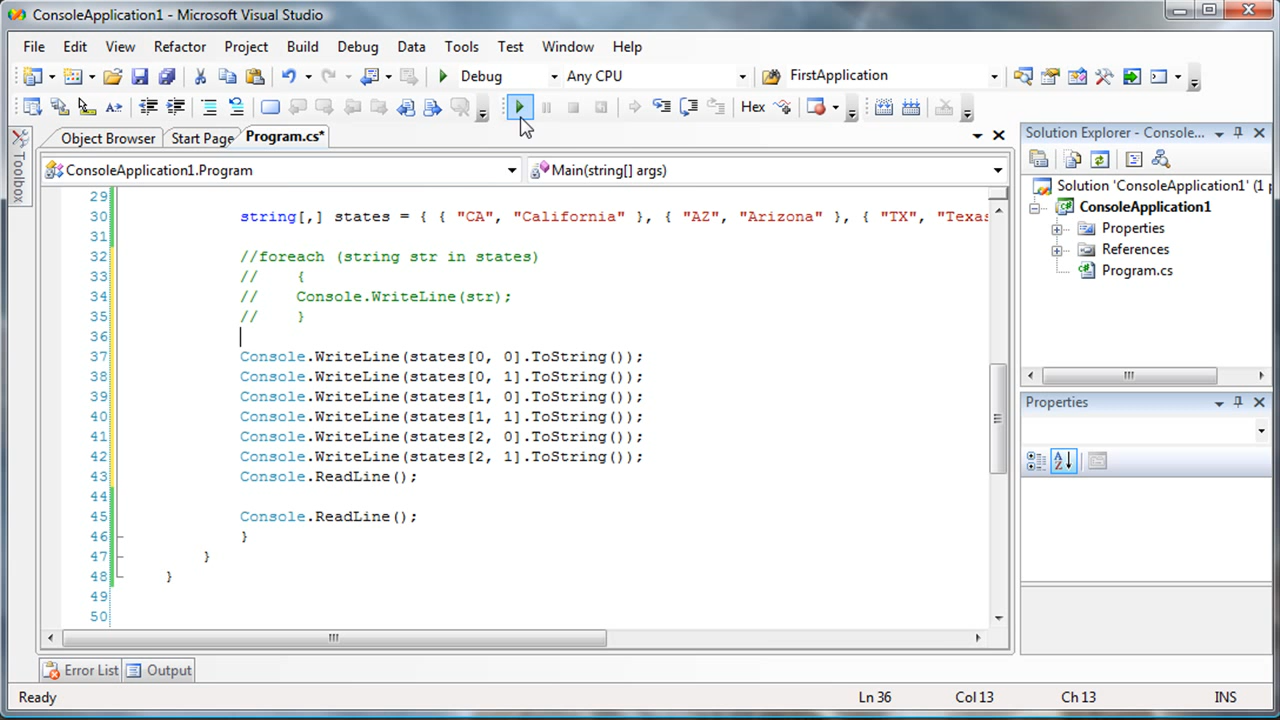 ConsoleApplication1 - Microsoft Visual Studio
File Edit View Refactor Project Build Debug Data Tools Test Window Help
Debug Any CPU FirstApplication
Hex
Toolbox
Object Browser Start Page Program.cs*
ConsoleApplication1.Program Main(string[] args)
29
30 string[,] states = { { "CA", "California" }, { "AZ", "Arizona" }, { "TX", "Texas
31
32 //foreach (string str in states)
33 // {
34 // Console.WriteLine(str);
35 // }
36
37 Console.WriteLine(states[0, 0].ToString());
38 Console.WriteLine(states[0, 1].ToString());
39 Console.WriteLine(states[1, 0].ToString());
40 Console.WriteLine(states[1, 1].ToString());
41 Console.WriteLine(states[2, 0].ToString());
42 Console.WriteLine(states[2, 1].ToString());
43 Console.ReadLine();
44
45 Console.ReadLine();
46 }
47 }
48 }
49
50
Solution Explorer - Console...
Solution 'ConsoleApplication1' (1 p
ConsoleApplication1
Properties
References
Program.cs
Properties
Error List Output
Ready Ln 36 Col 13 Ch 13 INS